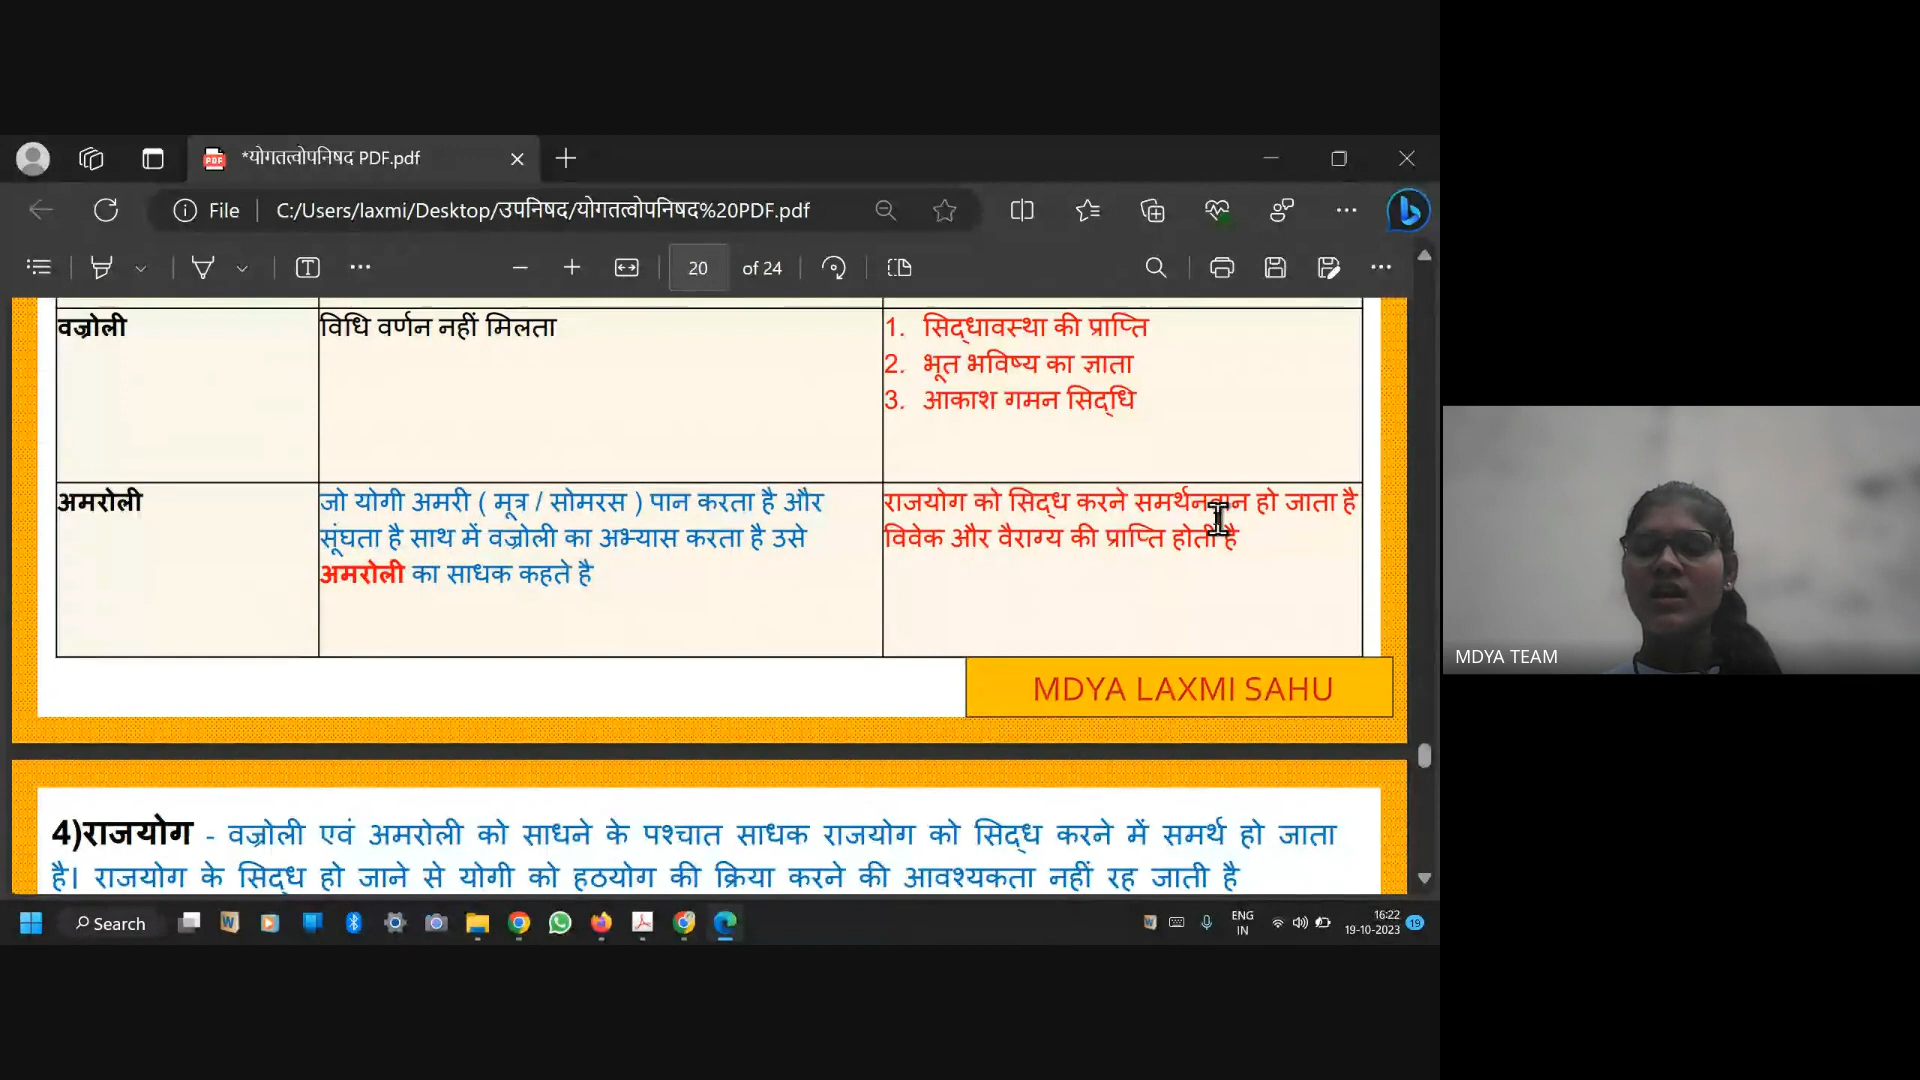 *योगतत्वोपनिषद PDF.pdf
File C:/Users/laxmi/Desktop/उपनिषद/योगतत्वोपनिषद%20PDF.pdf
20 of 24
वज्रोली
विधि वर्णन नहीं मिलता
1. सिद्धावस्था की प्राप्ति
2. भूत भविष्य का ज्ञाता
3. आकाश गमन सिद्धि
अमरोली
जो योगी अमरी ( मूत्र / सोमरस ) पान करता है और
सूंघता है साथ में वज्रोली का अभ्यास करता है उसे
अमरोली का साधक कहते है
राजयोग को सिद्ध करने समर्थनवान हो जाता है
विवेक और वैराग्य की प्राप्ति होती है
MDYA LAXMI SAHU
4)राजयोग - वज्रोली एवं अमरोली को साधने के पश्चात साधक राजयोग को सिद्ध करने में समर्थ हो जाता
है। राजयोग के सिद्ध हो जाने से योगी को हठयोग की क्रिया करने की आवश्यकता नहीं रह जाती है
MDYA TEAM
Search
ENG
IN
16:22
19-10-2023
19